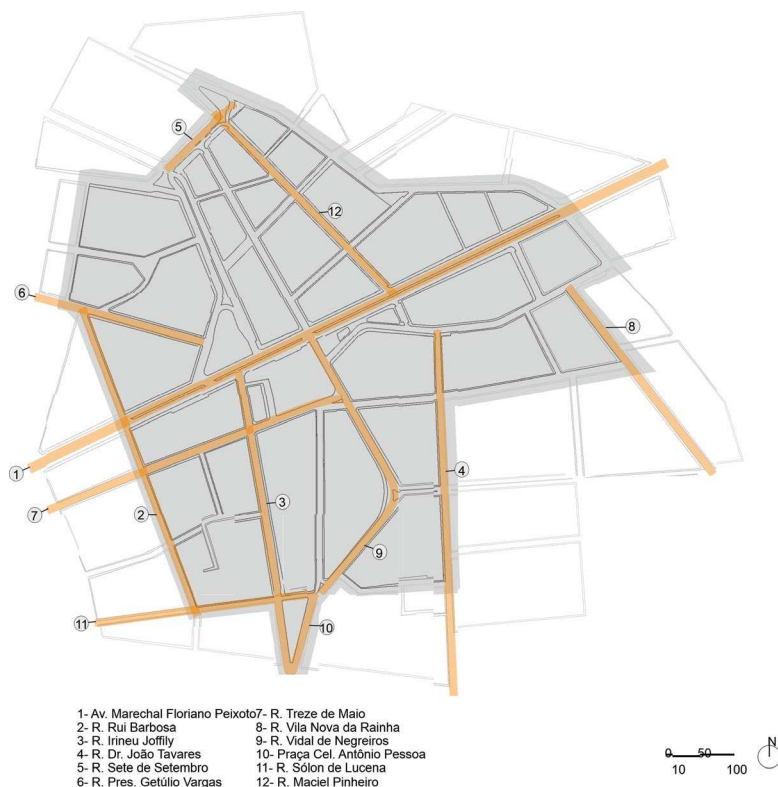 5
12
6
8
1
7
2
3
4
9
11
10
1- Av. Marechal Floriano Peixoto 7- R. Treze de Maio
2- R. Rui Barbosa 8- R. Vila Nova da Rainha
3- R. Irineu Joffily 9- R. Vidal de Negreiros
4- R. Dr. João Tavares 10- Praça Cel. Antônio Pessoa
5- R. Sete de Setembro 11- R. Sólon de Lucena
6- R. Pres. Getúlio Vargas 12- R. Maciel Pinheiro
N
0 50
10 100